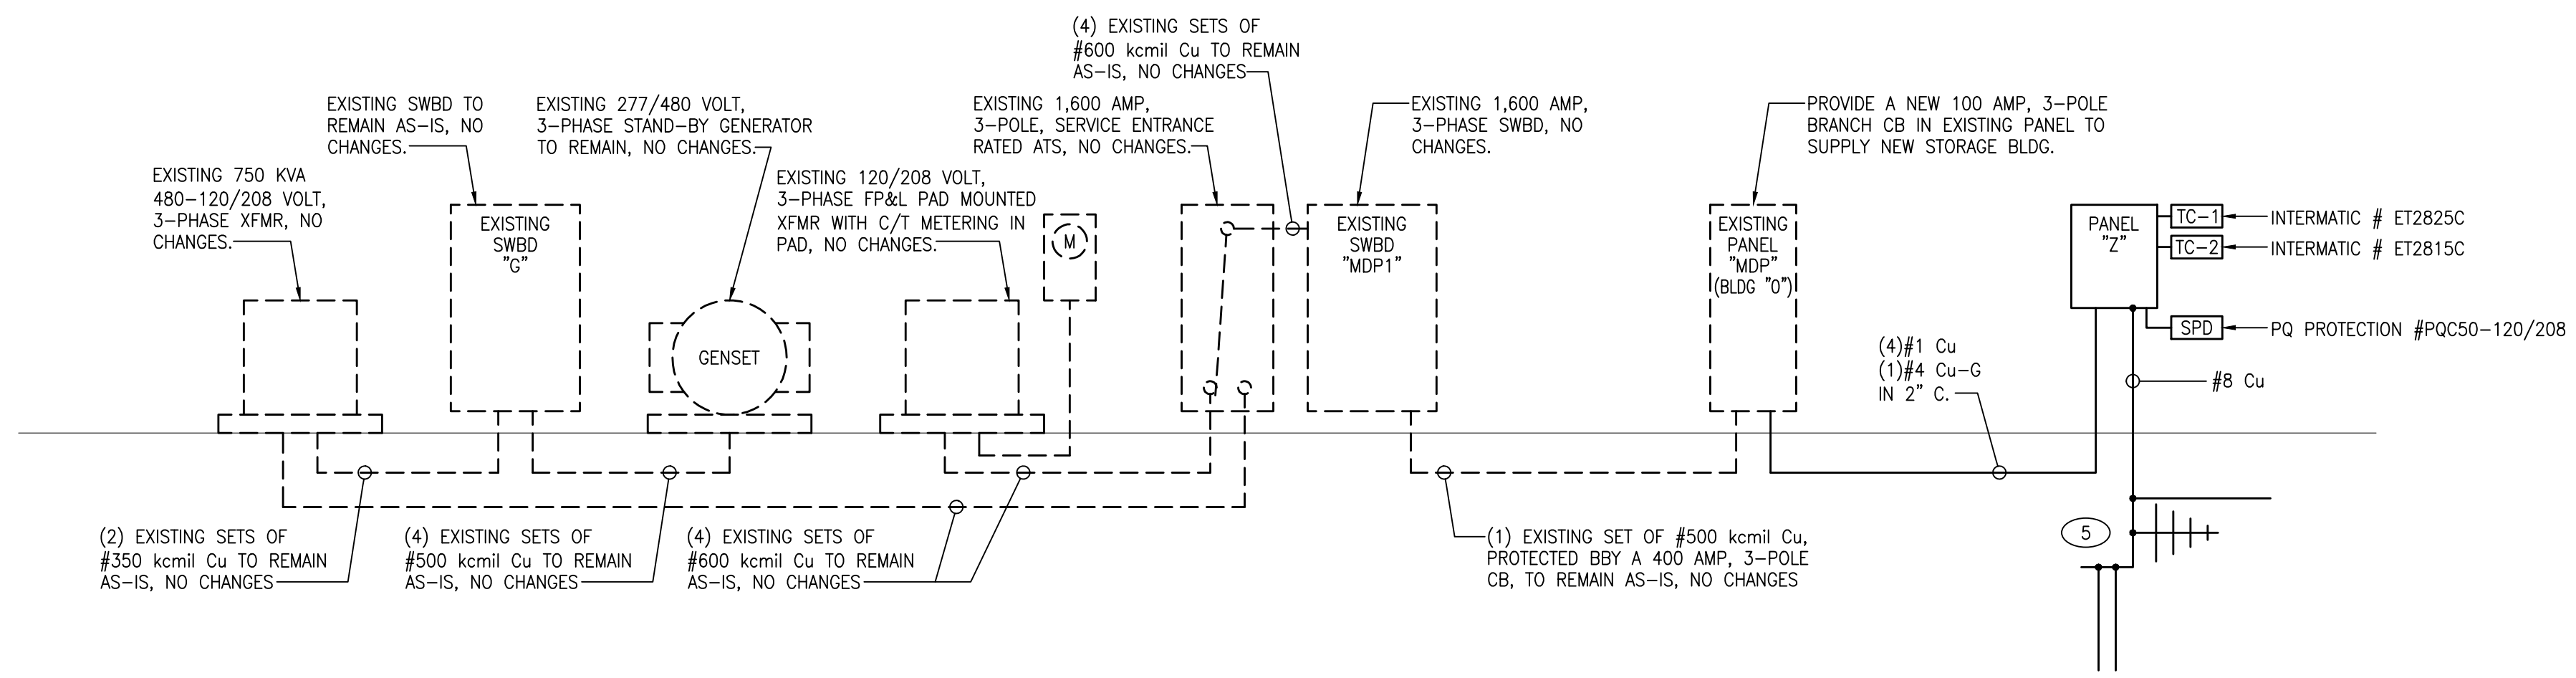 (4) EXISTING SETS OF
#600 kcmil Cu TO REMAIN
AS-IS, NO CHANGES
EXISTING SWBD TO
REMAIN AS-IS, NO
CHANGES.
EXISTING 277/480 VOLT,
3-PHASE STAND-BY GENERATOR
TO REMAIN, NO CHANGES.
EXISTING 1,600 AMP,
3-POLE, SERVICE ENTRANCE
RATED ATS, NO CHANGES.
EXISTING 1,600 AMP,
3-PHASE SWBD, NO
CHANGES.
PROVIDE A NEW 100 AMP, 3-POLE
BRANCH CB IN EXISTING PANEL TO
SUPPLY NEW STORAGE BLDG.
EXISTING 750 KVA
480-120/208 VOLT,
3-PHASE XFMR, NO
CHANGES.
EXISTING 120/208 VOLT,
3-PHASE FP&L PAD MOUNTED
XFMR WITH C/T METERING IN
PAD, NO CHANGES.
EXISTING
SWBD
"G"
GENSET
M
EXISTING
SWBD
"MDP1"
EXISTING
PANEL
"MDP"
(BLDG "0")
PANEL
"Z"
TC-1
INTERMATIC # ET2825C
TC-2
INTERMATIC # ET2815C
SPD
PQ PROTECTION #PQC50-120/208
(4)#1 Cu
(1)#4 Cu-G
IN 2" C.
#8 Cu
(2) EXISTING SETS OF
#350 kcmil Cu TO REMAIN
AS-IS, NO CHANGES
(4) EXISTING SETS OF
#500 kcmil Cu TO REMAIN
AS-IS, NO CHANGES
(4) EXISTING SETS OF
#600 kcmil Cu TO REMAIN
AS-IS, NO CHANGES
(1) EXISTING SET OF #500 kcmil Cu,
PROTECTED BBY A 400 AMP, 3-POLE
CB, TO REMAIN AS-IS, NO CHANGES
5